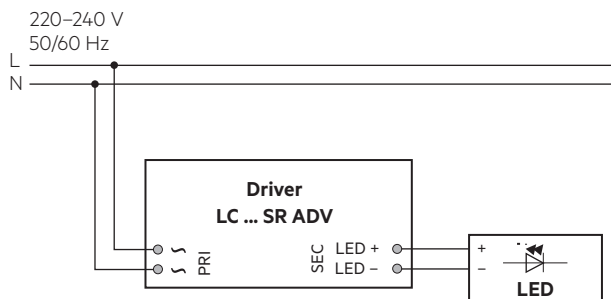 220–240 V
50/60 Hz
L
N
Driver
LC ... SR ADV
~ PRI SEC LED +
~ LED –
+
–
LED